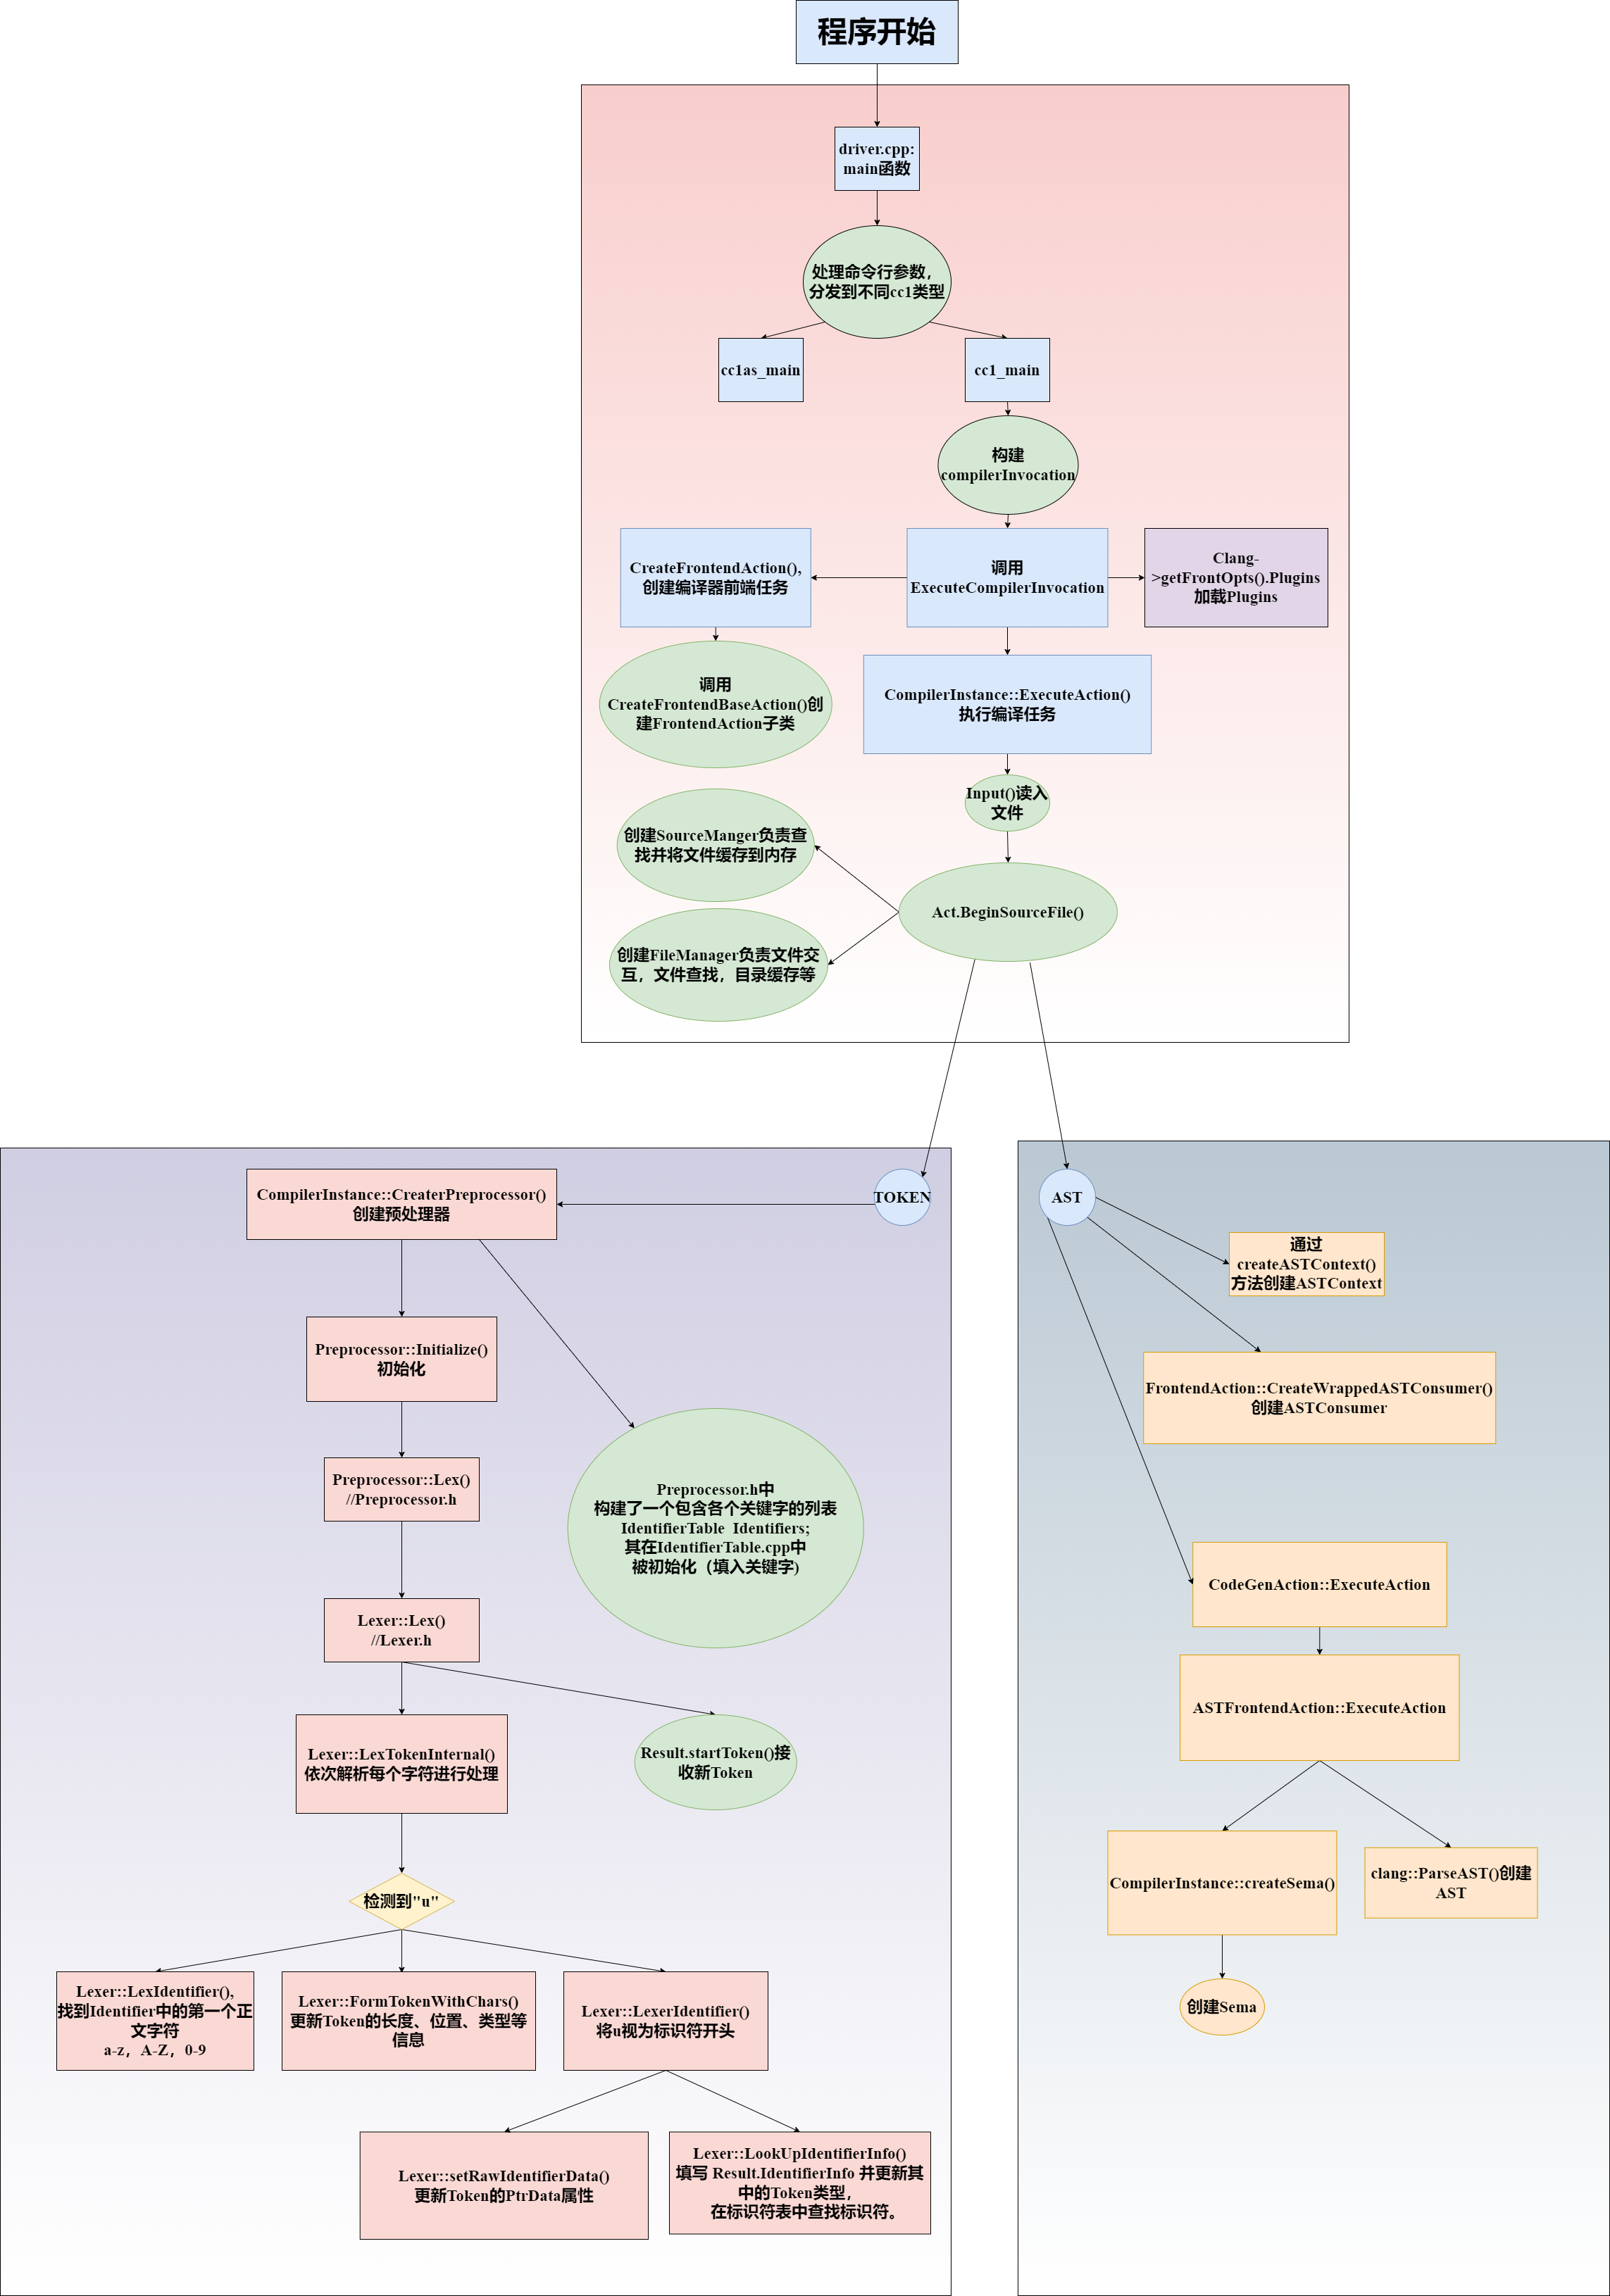 程序开始
driver.cpp:
main函数
处理命令行参数，
分发到不同cc1类型
cc1as_main
cc1_main
构建
compilerInvocation
CreateFrontendAction(),
创建编译器前端任务
调用
ExecuteCompilerInvocation
Clang-
>getFrontOpts().Plugins
加载Plugins
调用
CreateFrontendBaseAction()创
建FrontendAction子类
CompilerInstance::ExecuteAction()
执行编译任务
Input()读入
文件
创建SourceManger负责查
找并将文件缓存到内存
Act.BeginSourceFile()
创建FileManager负责文件交
互，文件查找，目录缓存等
CompilerInstance::CreaterPreprocessor()
创建预处理器
TOKEN
AST
通过
createASTContext()
方法创建ASTContext
Preprocessor::Initialize()
初始化
FrontendAction::CreateWrappedASTConsumer()
创建ASTConsumer
Preprocessor::Lex()
//Preprocessor.h
Preprocessor.h中
构建了一个包含各个关键字的列表
IdentifierTable Identifiers;
其在IdentifierTable.cpp中
被初始化（填入关键字)
CodeGenAction::ExecuteAction
Lexer::Lex()
//Lexer.h
ASTFrontendAction::ExecuteAction
Lexer::LexTokenInternal()
依次解析每个字符进行处理
Result.startToken()接
收新Token
CompilerInstance::createSema()
clang::ParseAST()创建
AST
检测到"u"
创建Sema
Lexer::LexIdentifier(),
找到Identifier中的第一个正
文字符
a-z，A-Z，0-9
Lexer::FormTokenWithChars()
更新Token的长度、位置、类型等
信息
Lexer::LexerIdentifier()
将u视为标识符开头
Lexer::setRawIdentifierData()
更新Token的PtrData属性
Lexer::LookUpIdentifierInfo()
填写 Result.IdentifierInfo 并更新其
中的Token类型，
在标识符表中查找标识符。